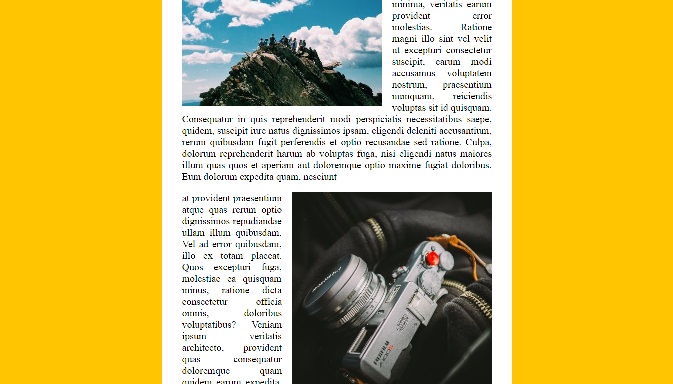 minima, veritatis earum
provident error
molestias. Ratione
magni illo sint vel velit
ut excepturi consectetur
suscipit, earum modi
accusamus voluptatem
nostrum, praesentium
numquam, reiciendis
voluptas sit id quisquam.
Consequatur in quis reprehenderit modi perspiciatis necessitatibus saepe,
quidem, suscipit iure natus dignissimos ipsam, eligendi deleniti accusantium,
rerum quibusdam fugit perferendis et optio recusandae sed ratione. Culpa,
dolorum reprehenderit harum ab voluptas fuga, nisi eligendi natus maiores
illum quas quos et aperiam aut doloremque optio maxime fugiat doloribus.
Eum dolorum expedita quam, nesciunt
at provident praesentium
atque quas rerum optio
dignissimos repudiandae
ullam illum quibusdam.
Vel ad error quibusdam,
illo ex totam placeat.
Quos excepturi fuga,
molestiae ea quisquam
minus, ratione dicta
consectetur officia
omnis, doloribus
voluptatibus? Veniam
ipsum veritatis
architecto, provident
quas consequatur
doloremque quam
quidem earum expedita,
FUJIFILM